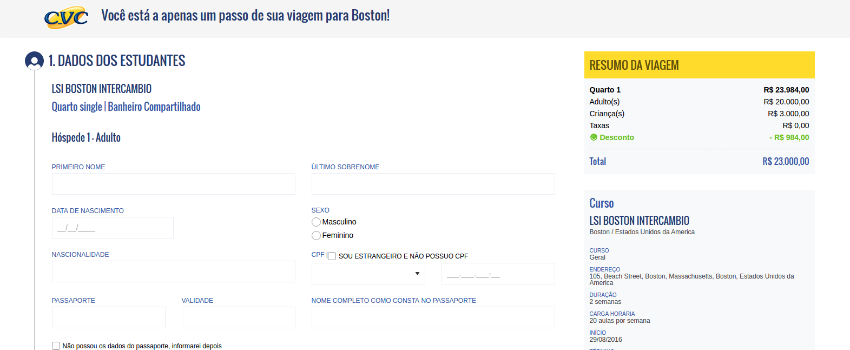 CVC
Você está a apenas um passo de sua viagem para Boston!
1. DADOS DOS ESTUDANTES
LSI BOSTON INTERCAMBIO
Quarto single | Banheiro Compartilhado
Hóspede 1 - Adulto
PRIMEIRO NOME
ÚLTIMO SOBRENOME
DATA DE NASCIMENTO
__/__/____
SEXO
Masculino
Feminino
NASCIONALIDADE
CPF SOU ESTRANGEIRO E NÃO POSSUO CPF
___.___.___/__
PASSAPORTE
VALIDADE
NOME COMPLETO COMO CONSTA NO PASSAPORTE
Não possou os dados do passaporte, informarei depois
RESUMO DA VIAGEM
Quarto 1 R$ 23.984,00
Adulto(s) R$ 20.000,00
Criança(s) R$ 3.000,00
Taxas R$ 0,00
Desconto - R$ 984,00
Total R$ 23.000,00
Curso
LSI BOSTON INTERCAMBIO
Boston / Estados Unidos da America
CURSO
Geral
ENDEREÇO
105, Beach Street, Boston, Massachusetts, Boston, Estados Unidos da
America
DURAÇÃO
2 semanas
CARGA HORÁRIA
20 aulas por semana
INÍCIO
29/08/2016